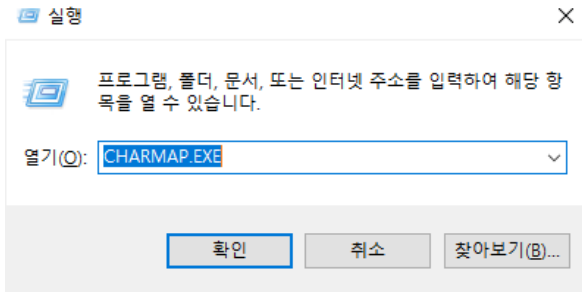 실행
프로그램, 폴더, 문서, 또는 인터넷 주소를 입력하여 해당 항
목을 열 수 있습니다.
열기(O): CHARMAP.EXE
확인 취소 찾아보기(B)...